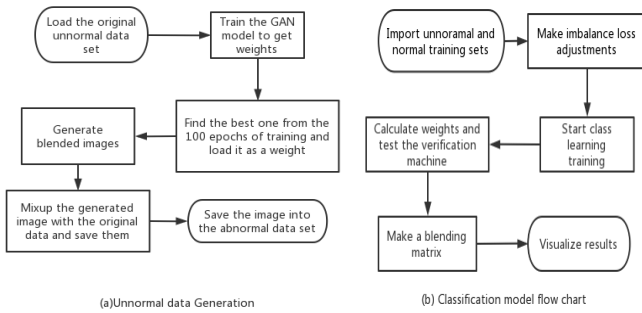 Load the original
unnormal data
set
Train the GAN
model to get
weights
Find the best one from the
100 epochs of training and
load it as a weight
Generate
blended images
Mixup the generated
image with the original
data and save them
Save the image into
the abnormal data set
(a)Unnormal data Generation
Import unnoramal and
normal training sets
Make imbalance loss
adjustments
Start class
learning
training
Calculate weights and
test the verification
machine
Make a blending
matrix
Visualize results
(b) Classification model flow chart